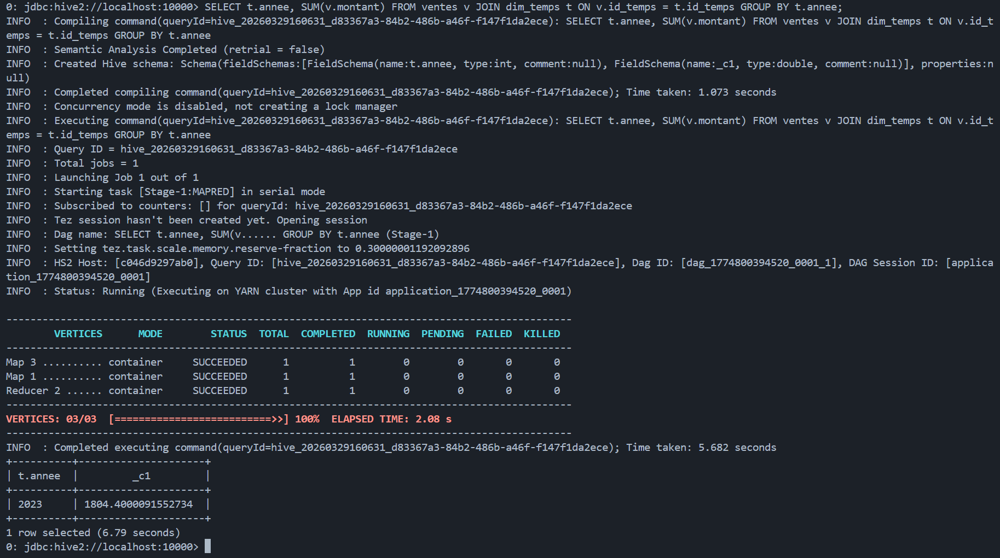 0: jdbc:hive2://localhost:10000> SELECT t.annee, SUM(v.montant) FROM ventes v JOIN dim_temps t ON v.id_temps = t.id_temps GROUP BY t.annee;
INFO  : Compiling command(queryId=hive_20260329160631_d83367a3-84b2-486b-a46f-f147f1da2ece): SELECT t.annee, SUM(v.montant) FROM ventes v JOIN dim_temps t ON v.id_t
emps = t.id_temps GROUP BY t.annee
INFO  : Semantic Analysis Completed (retrial = false)
INFO  : Created Hive schema: Schema(fieldSchemas:[FieldSchema(name:t.annee, type:int, comment:null), FieldSchema(name:_c1, type:double, comment:null)], properties:n
ull)
INFO  : Completed compiling command(queryId=hive_20260329160631_d83367a3-84b2-486b-a46f-f147f1da2ece); Time taken: 1.073 seconds
INFO  : Concurrency mode is disabled, not creating a lock manager
INFO  : Executing command(queryId=hive_20260329160631_d83367a3-84b2-486b-a46f-f147f1da2ece): SELECT t.annee, SUM(v.montant) FROM ventes v JOIN dim_temps t ON v.id_t
emps = t.id_temps GROUP BY t.annee
INFO  : Query ID = hive_20260329160631_d83367a3-84b2-486b-a46f-f147f1da2ece
INFO  : Total jobs = 1
INFO  : Launching Job 1 out of 1
INFO  : Starting task [Stage-1:MAPRED] in serial mode
INFO  : Subscribed to counters: [] for queryId: hive_20260329160631_d83367a3-84b2-486b-a46f-f147f1da2ece
INFO  : Tez session hasn't been created yet. Opening session
INFO  : Dag name: SELECT t.annee, SUM(v...... GROUP BY t.annee (Stage-1)
INFO  : Setting tez.task.scale.memory.reserve-fraction to 0.30000001192092896
INFO  : HS2 Host: [c046d9297ab0], Query ID: [hive_20260329160631_d83367a3-84b2-486b-a46f-f147f1da2ece], Dag ID: [dag_1774800394520_0001_1], DAG Session ID: [applica
tion_1774800394520_0001]
INFO  : Status: Running (Executing on YARN cluster with App id application_1774800394520_0001)
----------------------------------------------------------------------------------------------
        VERTICES      MODE        STATUS  TOTAL  COMPLETED  RUNNING  PENDING  FAILED  KILLED
----------------------------------------------------------------------------------------------
Map 3 .......... container     SUCCEEDED      1          1        0        0       0       0
Map 1 .......... container     SUCCEEDED      1          1        0        0       0       0
Reducer 2 ...... container     SUCCEEDED      1          1        0        0       0       0
----------------------------------------------------------------------------------------------
VERTICES: 03/03  [==========================>>] 100%  ELAPSED TIME: 2.08 s
----------------------------------------------------------------------------------------------
INFO  : Completed executing command(queryId=hive_20260329160631_d83367a3-84b2-486b-a46f-f147f1da2ece); Time taken: 5.682 seconds
+----------+---------------------+
| t.annee  |         _c1         |
+----------+---------------------+
| 2023     | 1804.4000091552734  |
+----------+---------------------+
1 row selected (6.79 seconds)
0: jdbc:hive2://localhost:10000>